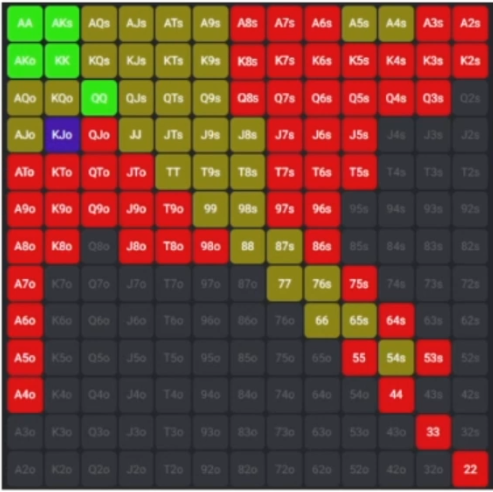 AA AKs AQs AJs ATs A9s A8s A7s A6s A5s A4s A3s A2s
AKo KK KQs KJs KTs K9s K8s K7s K6s K5s K4s K3s K2s
AQo KQo QQ QJs QTs Q9s Q8s Q7s Q6s Q5s Q4s Q3s Q2s
AJo KJo QJo JJ JTs J9s J8s J7s J6s J5s J4s J3s J2s
ATo KTo QTo JTo TT T9s T8s T7s T6s T5s T4s T3s T2s
A9o K9o Q9o J9o T9o 99 98s 97s 96s 95s 94s 93s 92s
A8o K8o Q8o J8o T8o 98o 88 87s 86s 85s 84s 83s 82s
A7o K7o Q7o J7o T7o 97o 87o 77 76s 75s 74s 73s 72s
A6o K6o Q6o J6o T6o 96o 86o 76o 66 65s 64s 63s 62s
A5o K5o Q5o J5o T5o 95o 85o 75o 65o 55 54s 53s 52s
A4o K4o Q4o J4o T4o 94o 84o 74o 64o 54o 44 43s 42s
A3o K3o Q3o J3o T3o 93o 83o 73o 63o 53o 43o 33 32s
A2o K2o Q2o J2o T2o 92o 82o 72o 62o 52o 42o 32o 22